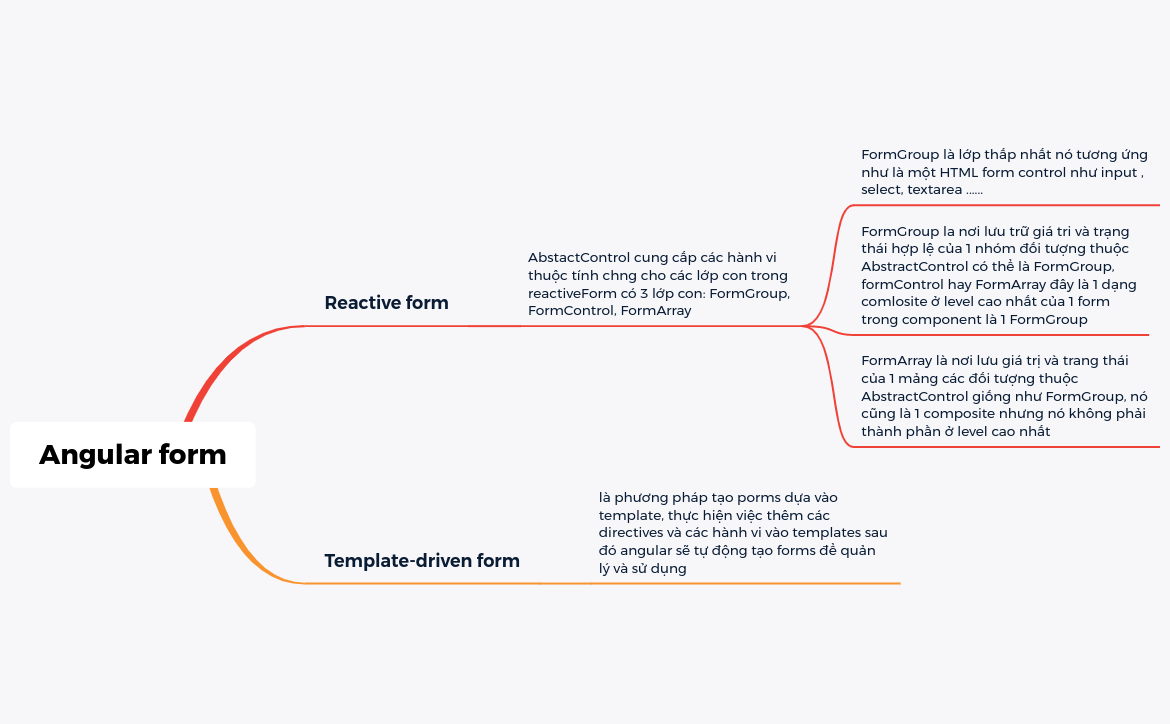 FormGroup là lớp thấp nhất nó tương ứng
như là một HTML form control như input ,
select, textarea ......
FormGroup la nơi lưu trữ giá tri và trạng
thái hợp lệ của 1 nhóm đối tượng thuộc
AbstractControl có thể là FormGroup,
formControl hay FormArray đây là 1 dạng
comlosite ở level cao nhất của 1 form
trong component là 1 FormGroup
AbstactControl cung cấp các hành vi
thuộc tính chng cho các lớp con trong
reactiveForm có 3 lớp con: FormGroup,
FormControl, FormArray
Reactive form
FormArray là nơi lưu giá trị và trang thái
của 1 mảng các đối tượng thuộc
AbstractControl giống như FormGroup, nó
cũng là 1 composite nhưng nó không phải
thành phần ở level cao nhất
Angular form
là phương pháp tạo porms dựa vào
template, thực hiện việc thêm các
directives và các hành vi vào templates sau
đó angular sẽ tự động tạo forms để quản
lý và sử dụng
Template-driven form